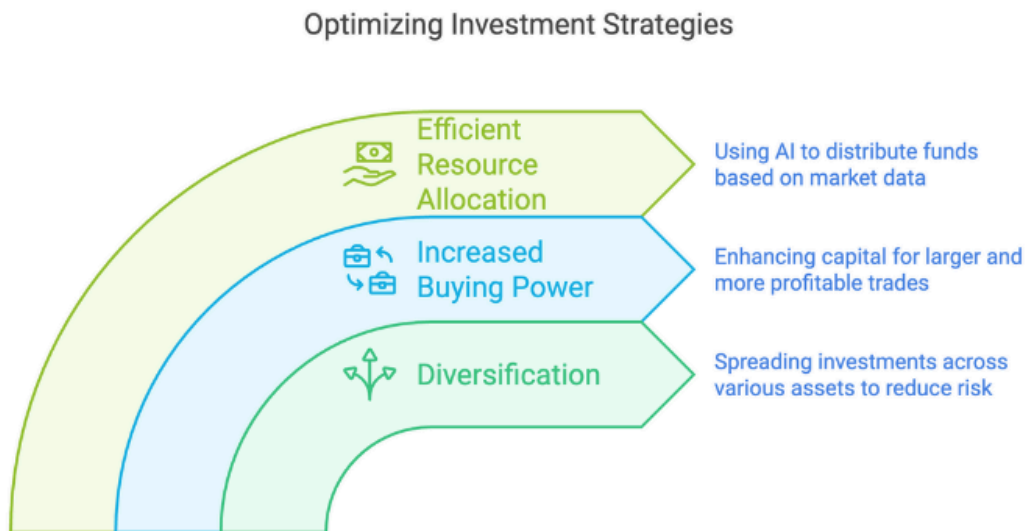 Optimizing Investment Strategies
Efficient
Resource
Allocation
Using AI to distribute funds
based on market data
Increased
Buying Power
Enhancing capital for larger and
more profitable trades
Diversification
Spreading investments across
various assets to reduce risk